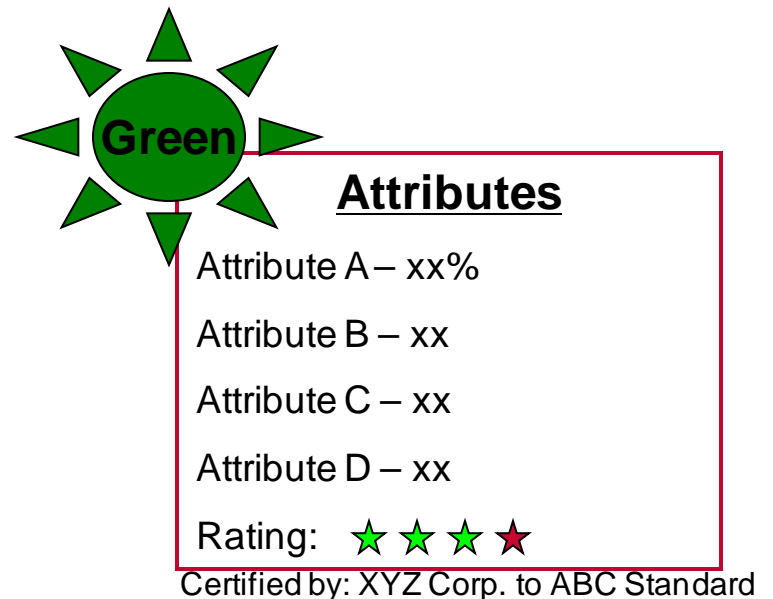 Green
Attributes
Attribute A – xx%
Attribute B – xx
Attribute C – xx
Attribute D – xx
Rating:
Certified by: XYZ Corp. to ABC Standard